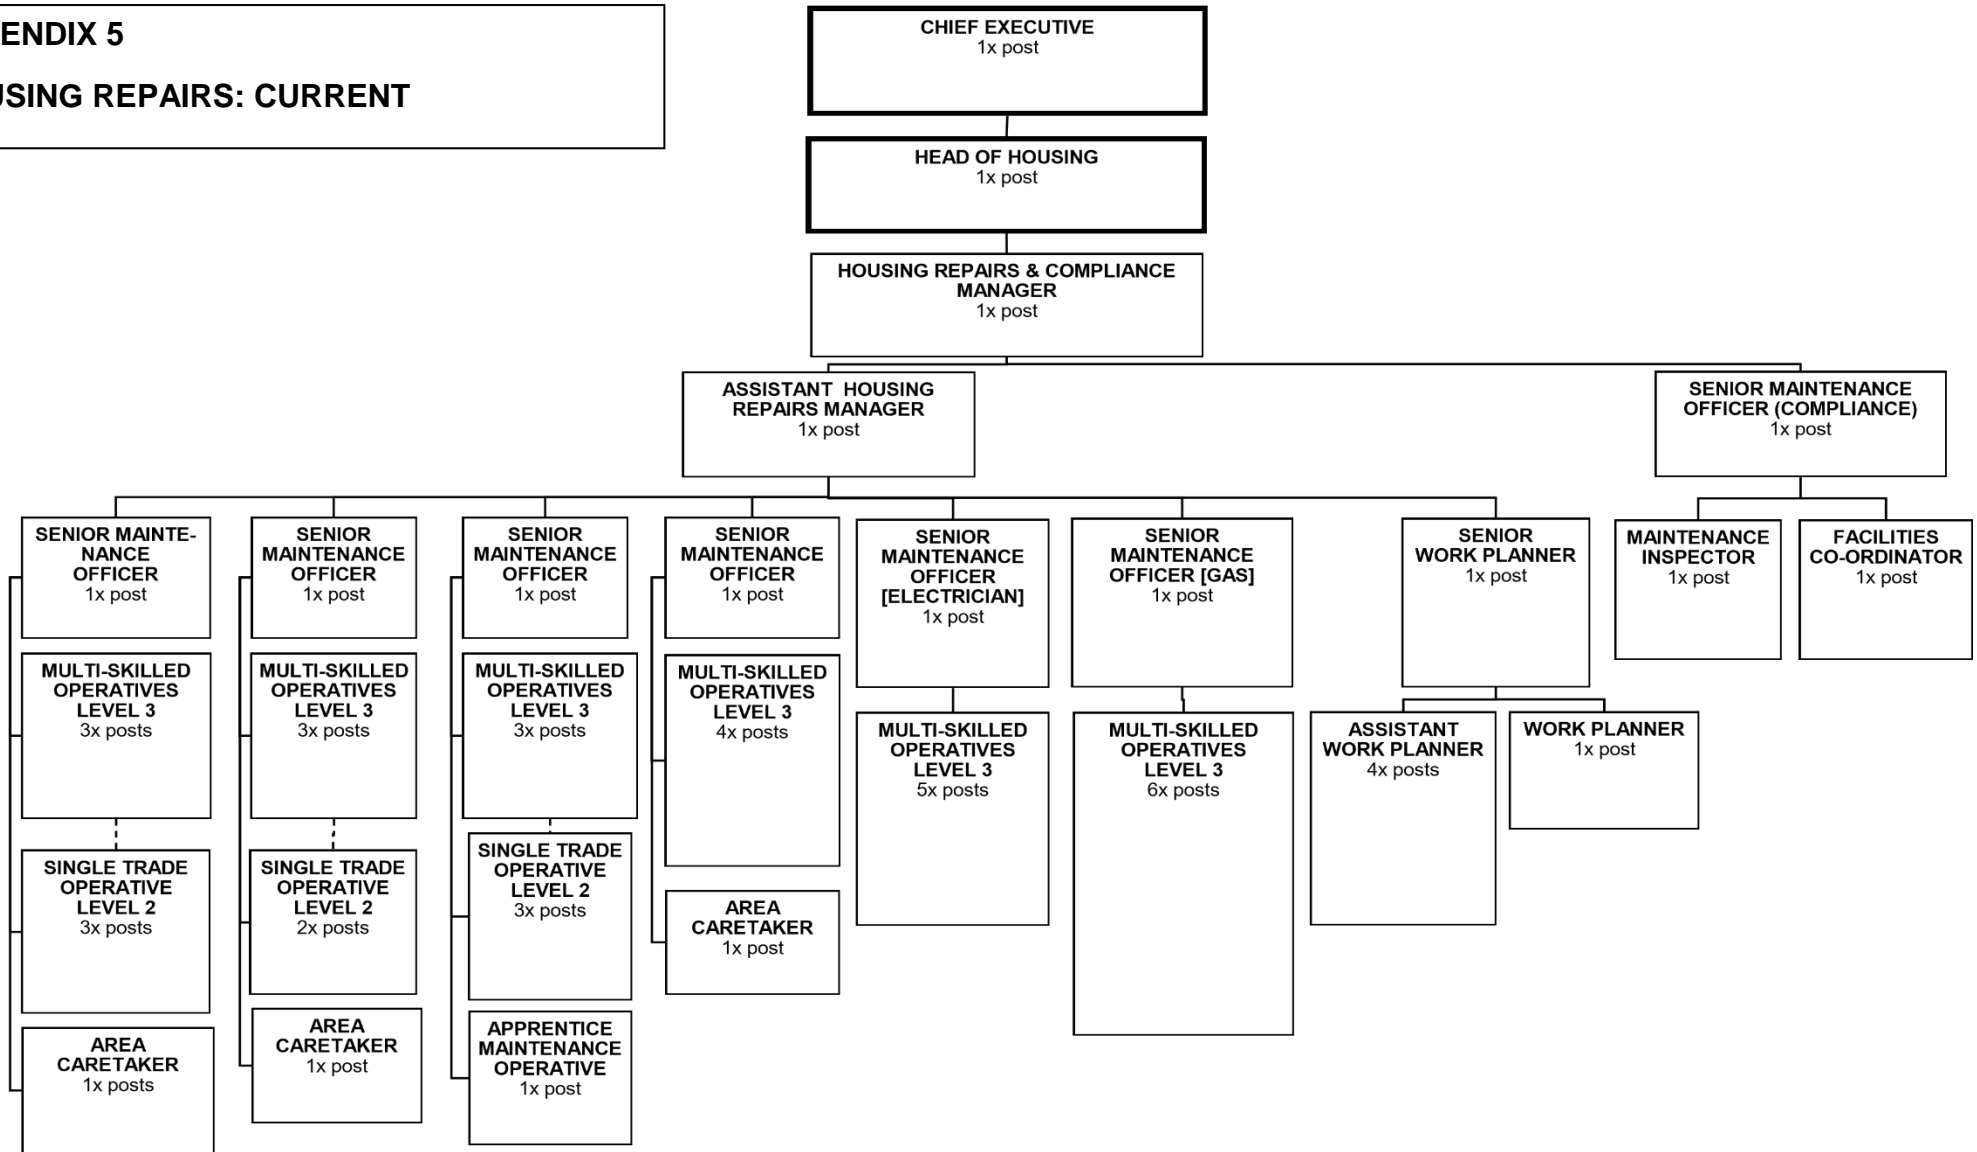 ENDIX 5
USING REPAIRS: CURRENT
CHIEF EXECUTIVE
1x post
HEAD OF HOUSING
1x post
HOUSING REPAIRS & COMPLIANCE
MANAGER
1x post
ASSISTANT HOUSING
REPAIRS MANAGER
1x post
SENIOR MAINTENANCE
OFFICER (COMPLIANCE)
1x post
SENIOR MAINTE-
NANCE
OFFICER
1x post
SENIOR
MAINTENANCE
OFFICER
1x post
SENIOR
MAINTENANCE
OFFICER
1x post
SENIOR
MAINTENANCE
OFFICER
1x post
SENIOR
MAINTENANCE
OFFICER
[ELECTRICIAN]
1x post
SENIOR
MAINTENANCE
OFFICER [GAS]
1x post
SENIOR
WORK PLANNER
1x post
MAINTENANCE
INSPECTOR
1x post
FACILITIES
CO-ORDINATOR
1x post
MULTI-SKILLED
OPERATIVES
LEVEL 3
3x posts
MULTI-SKILLED
OPERATIVES
LEVEL 3
3x posts
MULTI-SKILLED
OPERATIVES
LEVEL 3
3x posts
MULTI-SKILLED
OPERATIVES
LEVEL 3
4x posts
MULTI-SKILLED
OPERATIVES
LEVEL 3
5x posts
MULTI-SKILLED
OPERATIVES
LEVEL 3
6x posts
ASSISTANT
WORK PLANNER
4x posts
WORK PLANNER
1x post
SINGLE TRADE
OPERATIVE
LEVEL 2
3x posts
SINGLE TRADE
OPERATIVE
LEVEL 2
2x posts
SINGLE TRADE
OPERATIVE
LEVEL 2
3x posts
AREA
CARETAKER
1x post
AREA
CARETAKER
1x posts
AREA
CARETAKER
1x post
APPRENTICE
MAINTENANCE
OPERATIVE
1x post